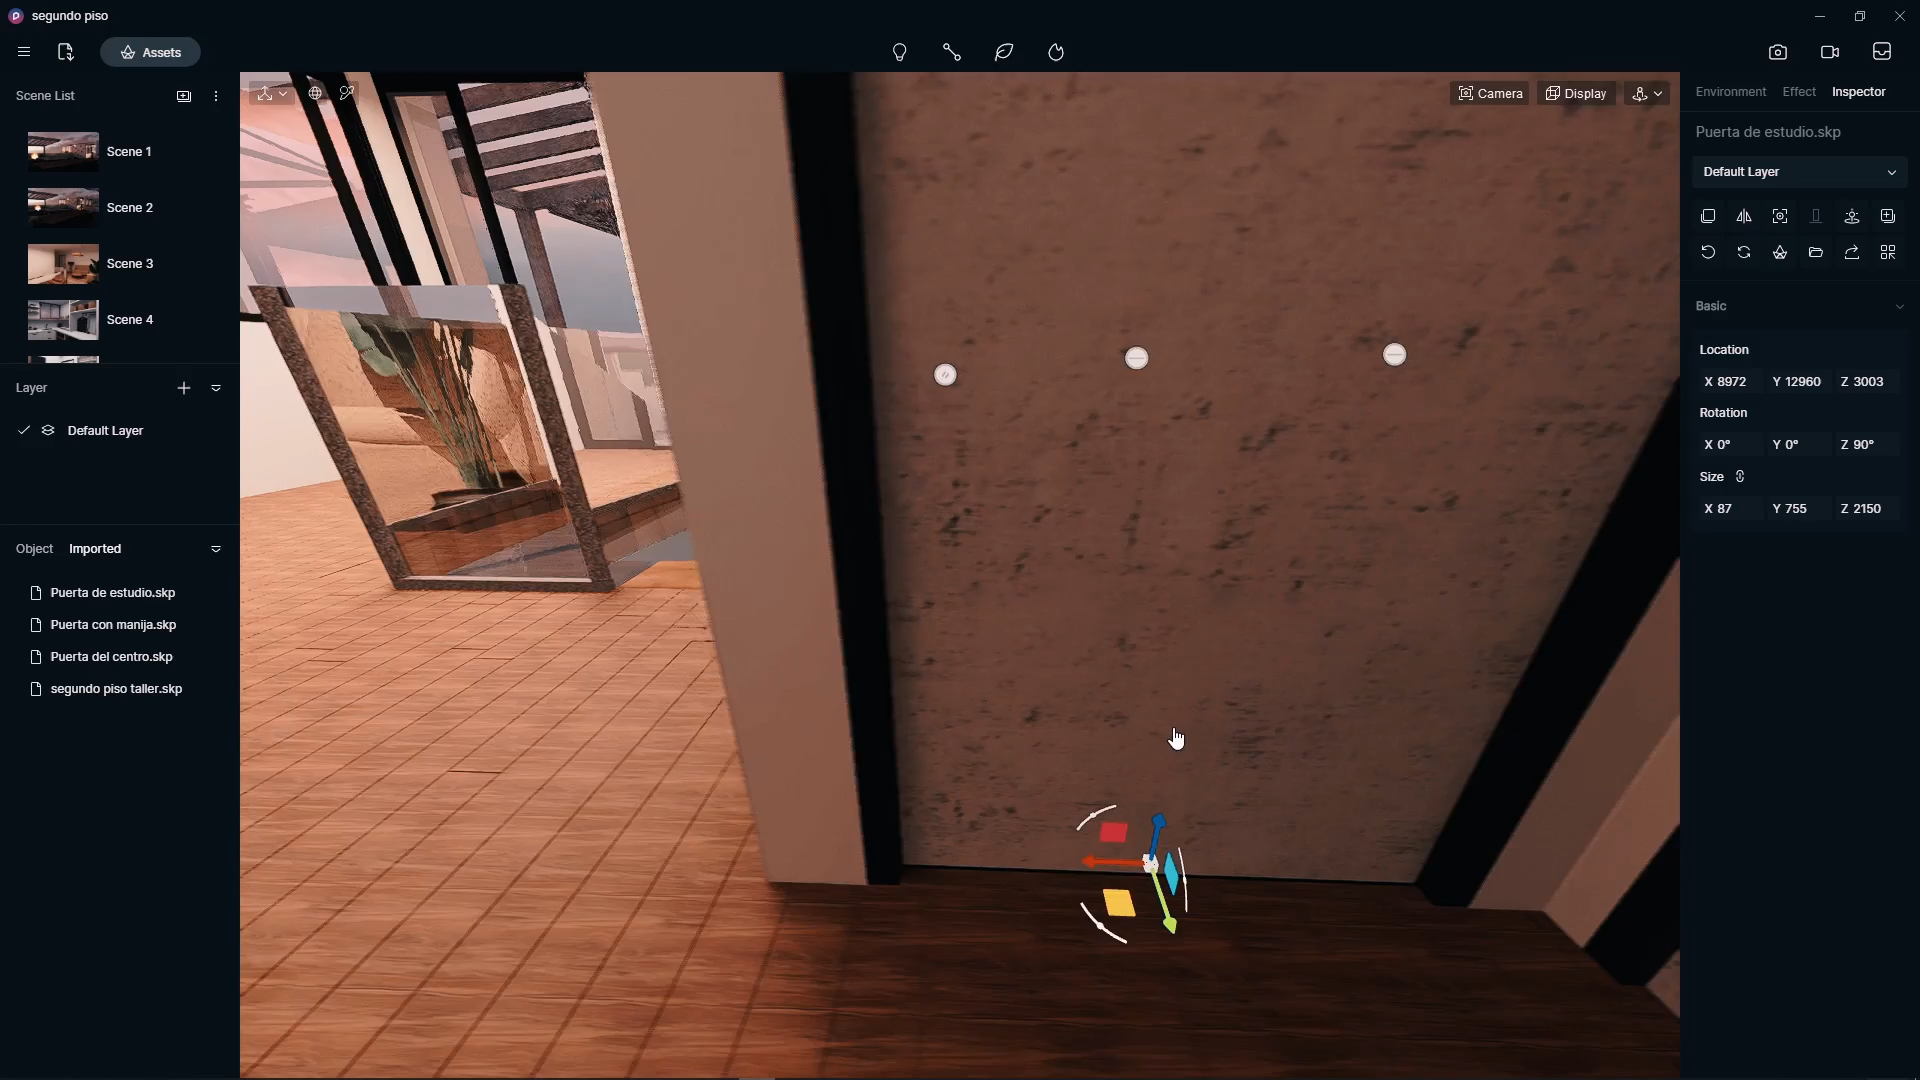 segundo piso
Assets
Scene List
Camera
Display
Environment Effect Inspector
Puerta de estudio.skp
Default Layer
Scene 1
Scene 2
Scene 3
Scene 4
Basic
Location
X 8972 Y 12960 Z 3003
Rotation
X 0° Y 0° Z 90°
Size
X 87 Y 755 Z 2150
Layer
Default Layer
Object Imported
Puerta de estudio.skp
Puerta con manija.skp
Puerta del centro.skp
segundo piso taller.skp